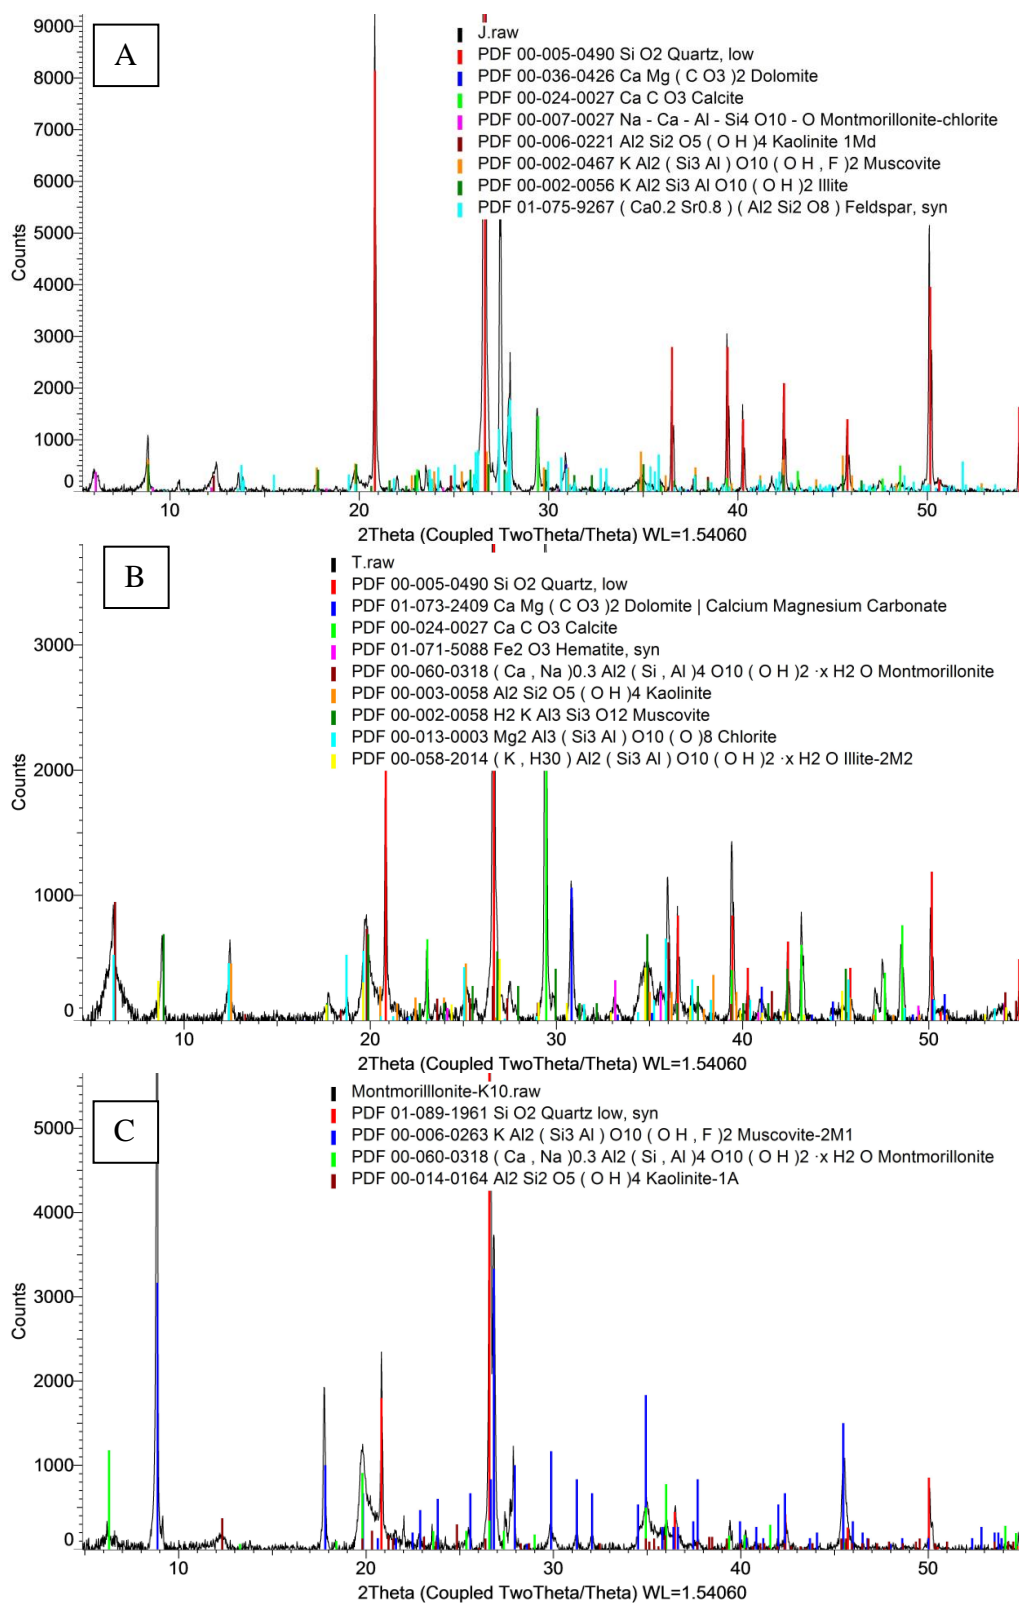 A
J.raw
PDF 00-005-0490 Si O2 Quartz, low
PDF 00-036-0426 Ca Mg ( C O3 )2 Dolomite
PDF 00-024-0027 Ca C O3 Calcite
PDF 00-007-0027 Na - Ca - Al - Si4 O10 - O Montmorillonite-chlorite
PDF 00-006-0221 Al2 Si2 O5 ( O H )4 Kaolinite 1Md
PDF 00-002-0467 K Al2 ( Si3 Al ) O10 ( O H , F )2 Muscovite
PDF 00-002-0056 K Al2 Si3 Al O10 ( O H )2 Illite
PDF 01-075-9267 ( Ca0.2 Sr0.8 ) ( Al2 Si2 O8 ) Feldspar, syn
Counts
9000
8000
7000
6000
5000
4000
3000
2000
1000
0
10 20 30 40 50
2Theta (Coupled TwoTheta/Theta) WL=1.54060
B
T.raw
PDF 00-005-0490 Si O2 Quartz, low
PDF 01-073-2409 Ca Mg ( C O3 )2 Dolomite | Calcium Magnesium Carbonate
PDF 00-024-0027 Ca C O3 Calcite
PDF 01-071-5088 Fe2 O3 Hematite, syn
PDF 00-060-0318 ( Ca , Na )0.3 Al2 ( Si , Al )4 O10 ( O H )2 ·x H2 O Montmorillonite
PDF 00-003-0058 Al2 Si2 O5 ( O H )4 Kaolinite
PDF 00-002-0058 H2 K Al3 Si3 O12 Muscovite
PDF 00-013-0003 Mg2 Al3 ( Si3 Al ) O10 ( O )8 Chlorite
PDF 00-058-2014 ( K , H30 ) Al2 ( Si3 Al ) O10 ( O H )2 ·x H2 O Illite-2M2
Counts
3000
2000
1000
0
10 20 30 40 50
2Theta (Coupled TwoTheta/Theta) WL=1.54060
C
Montmorilllonite-K10.raw
PDF 01-089-1961 Si O2 Quartz low, syn
PDF 00-006-0263 K Al2 ( Si3 Al ) O10 ( O H , F )2 Muscovite-2M1
PDF 00-060-0318 ( Ca , Na )0.3 Al2 ( Si , Al )4 O10 ( O H )2 ·x H2 O Montmorillonite
PDF 00-014-0164 Al2 Si2 O5 ( O H )4 Kaolinite-1A
Counts
5000
4000
3000
2000
1000
0
10 20 30 40 50
2Theta (Coupled TwoTheta/Theta) WL=1.54060